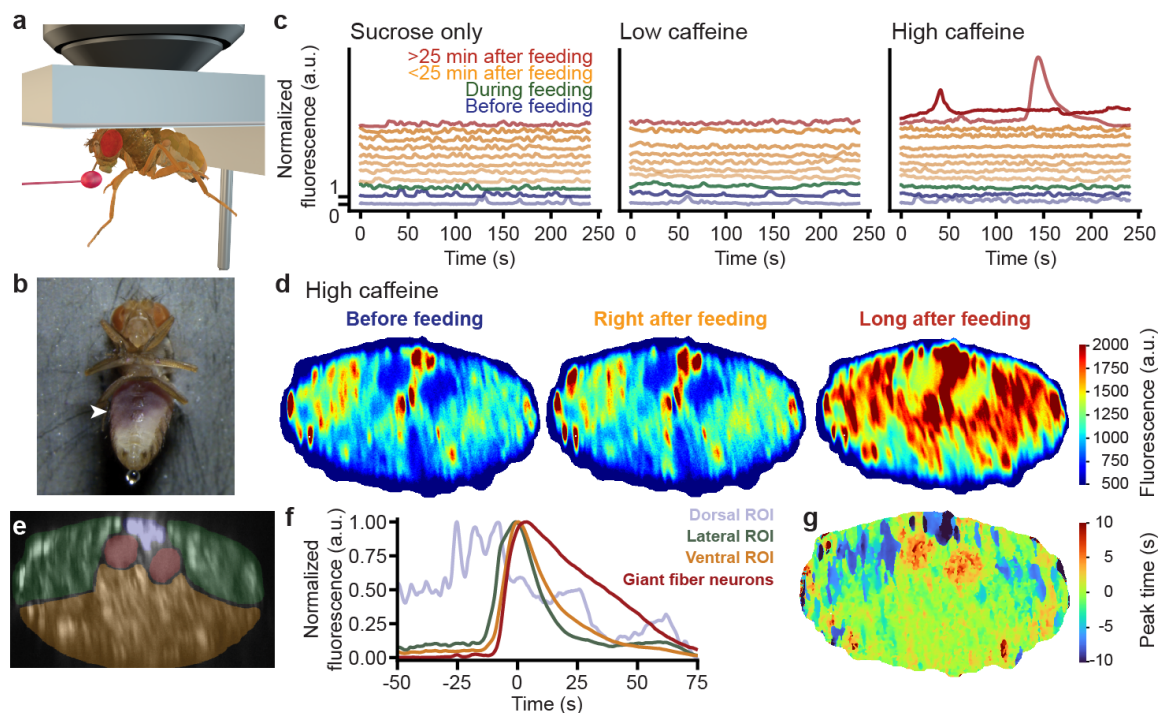 a
b
c
Sucrose only
Low caffeine
High caffeine
>25 min after feeding
<25 min after feeding
During feeding
Before feeding
Normalized
fluorescence (a.u.)
1
0
0 50 100 150 200 250
0 50 100 150 200 250
0 50 100 150 200 250
Time (s)
Time (s)
Time (s)
d
High caffeine
Before feeding
Right after feeding
Long after feeding
2000
1750
1500
1250
1000
750
500
Fluorescence (a.u.)
e
f
Normalized
fluorescence (a.u.)
1.00
0.75
0.50
0.25
0.00
Dorsal ROI
Lateral ROI
Ventral ROI
Giant fiber neurons
-50 -25 0 25 50 75
Time (s)
g
10
5
0
-5
-10
Peak time (s)